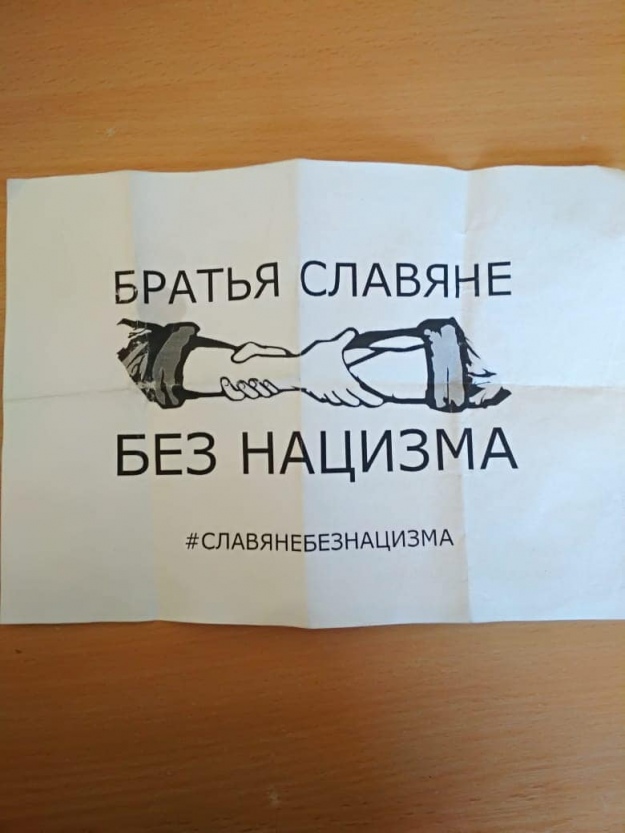 БРАТЬЯ СЛАВЯНЕ
БЕЗ НАЦИЗМА
#СЛАВЯНЕБЕЗНАЦИЗМА